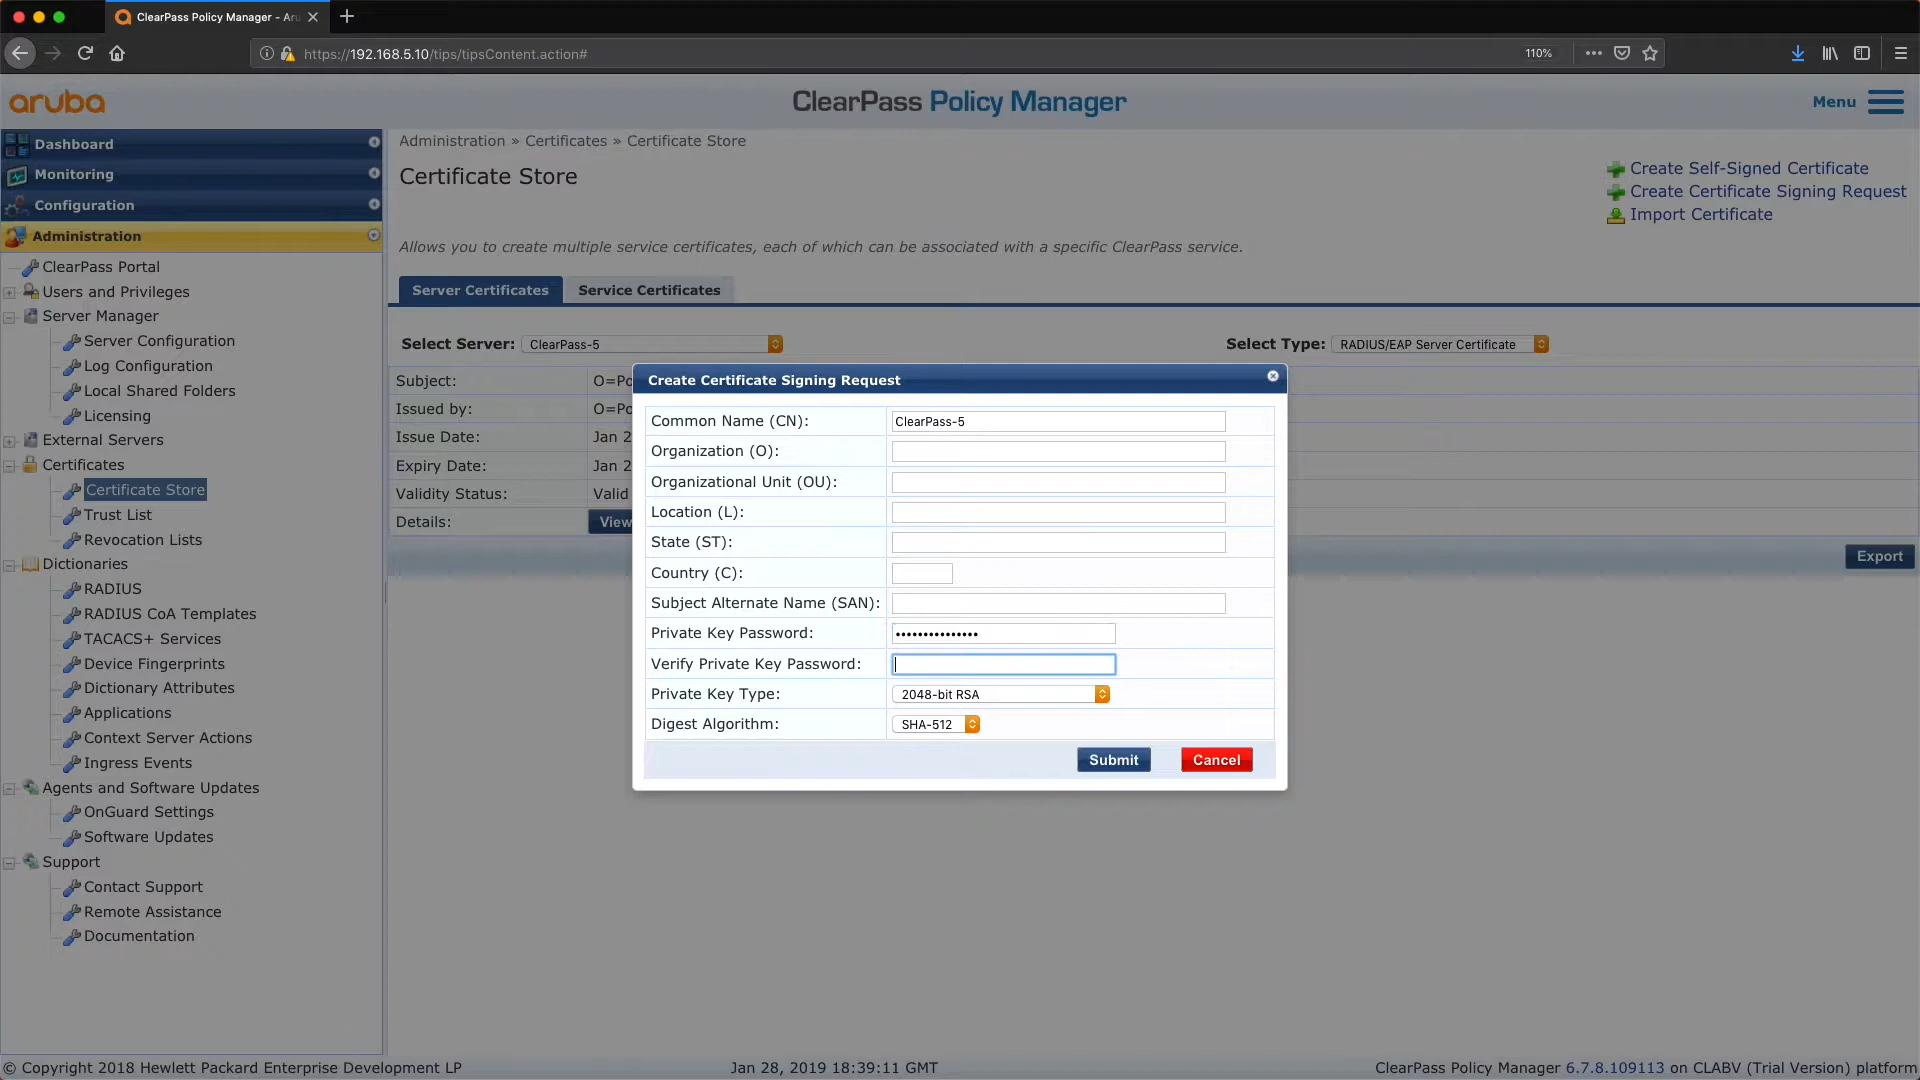 ClearPass Policy Manager - Aru
https://192.168.5.10/tips/tipsContent.action#
110%
aruba
ClearPass Policy Manager
Menu
Dashboard
Monitoring
Configuration
Administration
ClearPass Portal
Users and Privileges
Server Manager
Server Configuration
Log Configuration
Local Shared Folders
Licensing
External Servers
Certificates
Certificate Store
Trust List
Revocation Lists
Dictionaries
RADIUS
RADIUS CoA Templates
TACACS+ Services
Device Fingerprints
Dictionary Attributes
Applications
Context Server Actions
Ingress Events
Agents and Software Updates
OnGuard Settings
Software Updates
Support
Contact Support
Remote Assistance
Documentation
Administration » Certificates » Certificate Store
Certificate Store
Create Self-Signed Certificate
Create Certificate Signing Request
Import Certificate
Allows you to create multiple service certificates, each of which can be associated with a specific ClearPass service.
Server Certificates
Service Certificates
Select Server: ClearPass-5
Select Type: RADIUS/EAP Server Certificate
Subject: O=Po
Issued by: O=Po
Issue Date: Jan 2
Expiry Date: Jan 2
Validity Status: Valid
Details: View
Export
Create Certificate Signing Request
Common Name (CN): ClearPass-5
Organization (O):
Organizational Unit (OU):
Location (L):
State (ST):
Country (C):
Subject Alternate Name (SAN):
Private Key Password: •••••••••••••••
Verify Private Key Password:
Private Key Type: 2048-bit RSA
Digest Algorithm: SHA-512
Submit
Cancel
© Copyright 2018 Hewlett Packard Enterprise Development LP
Jan 28, 2019 18:39:11 GMT
ClearPass Policy Manager 6.7.8.109113 on CLABV (Trial Version) platform